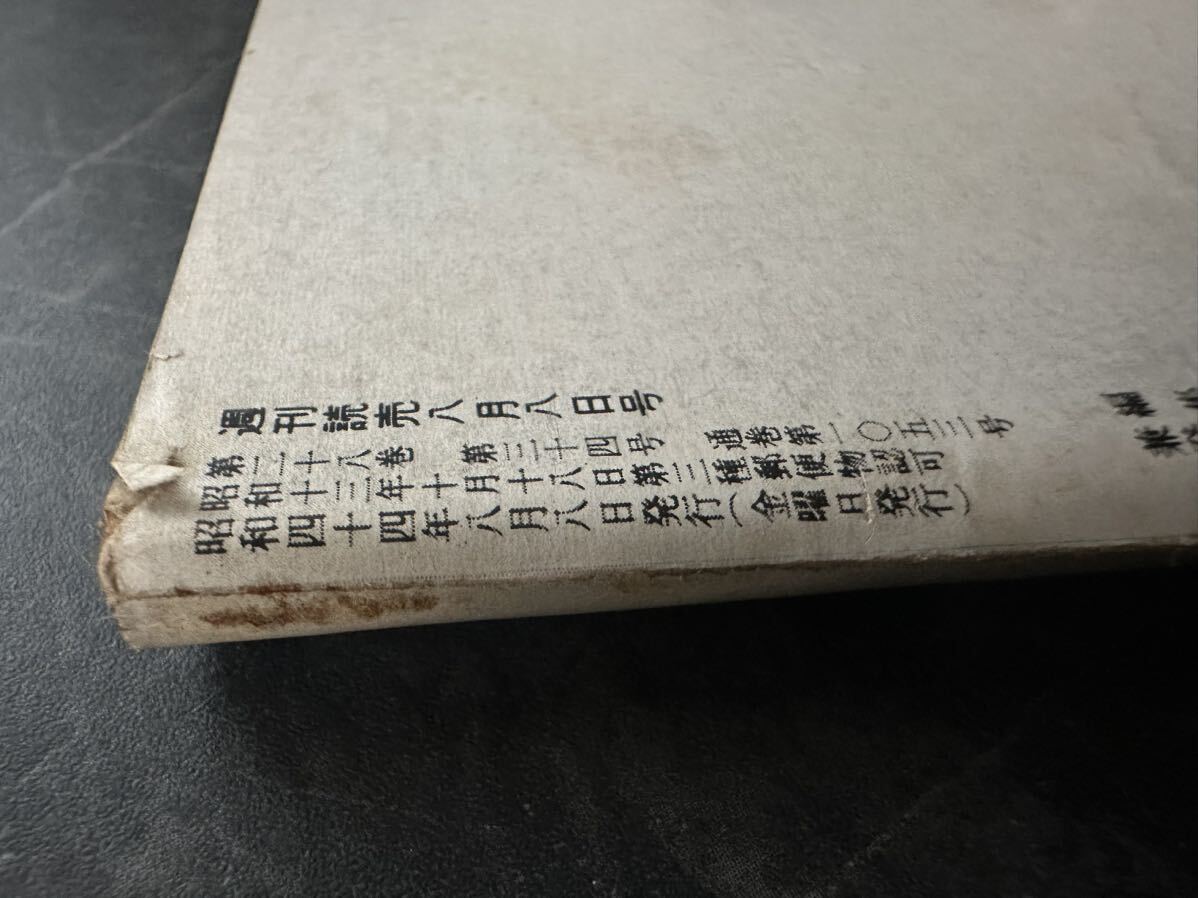 週刊読売八月八日号
第二十八巻　第三十四号　通巻第一〇五三号
昭和四十三年十月十八日第三種郵便物認可
昭和四十四年八月八日発行（金曜日発行）
編